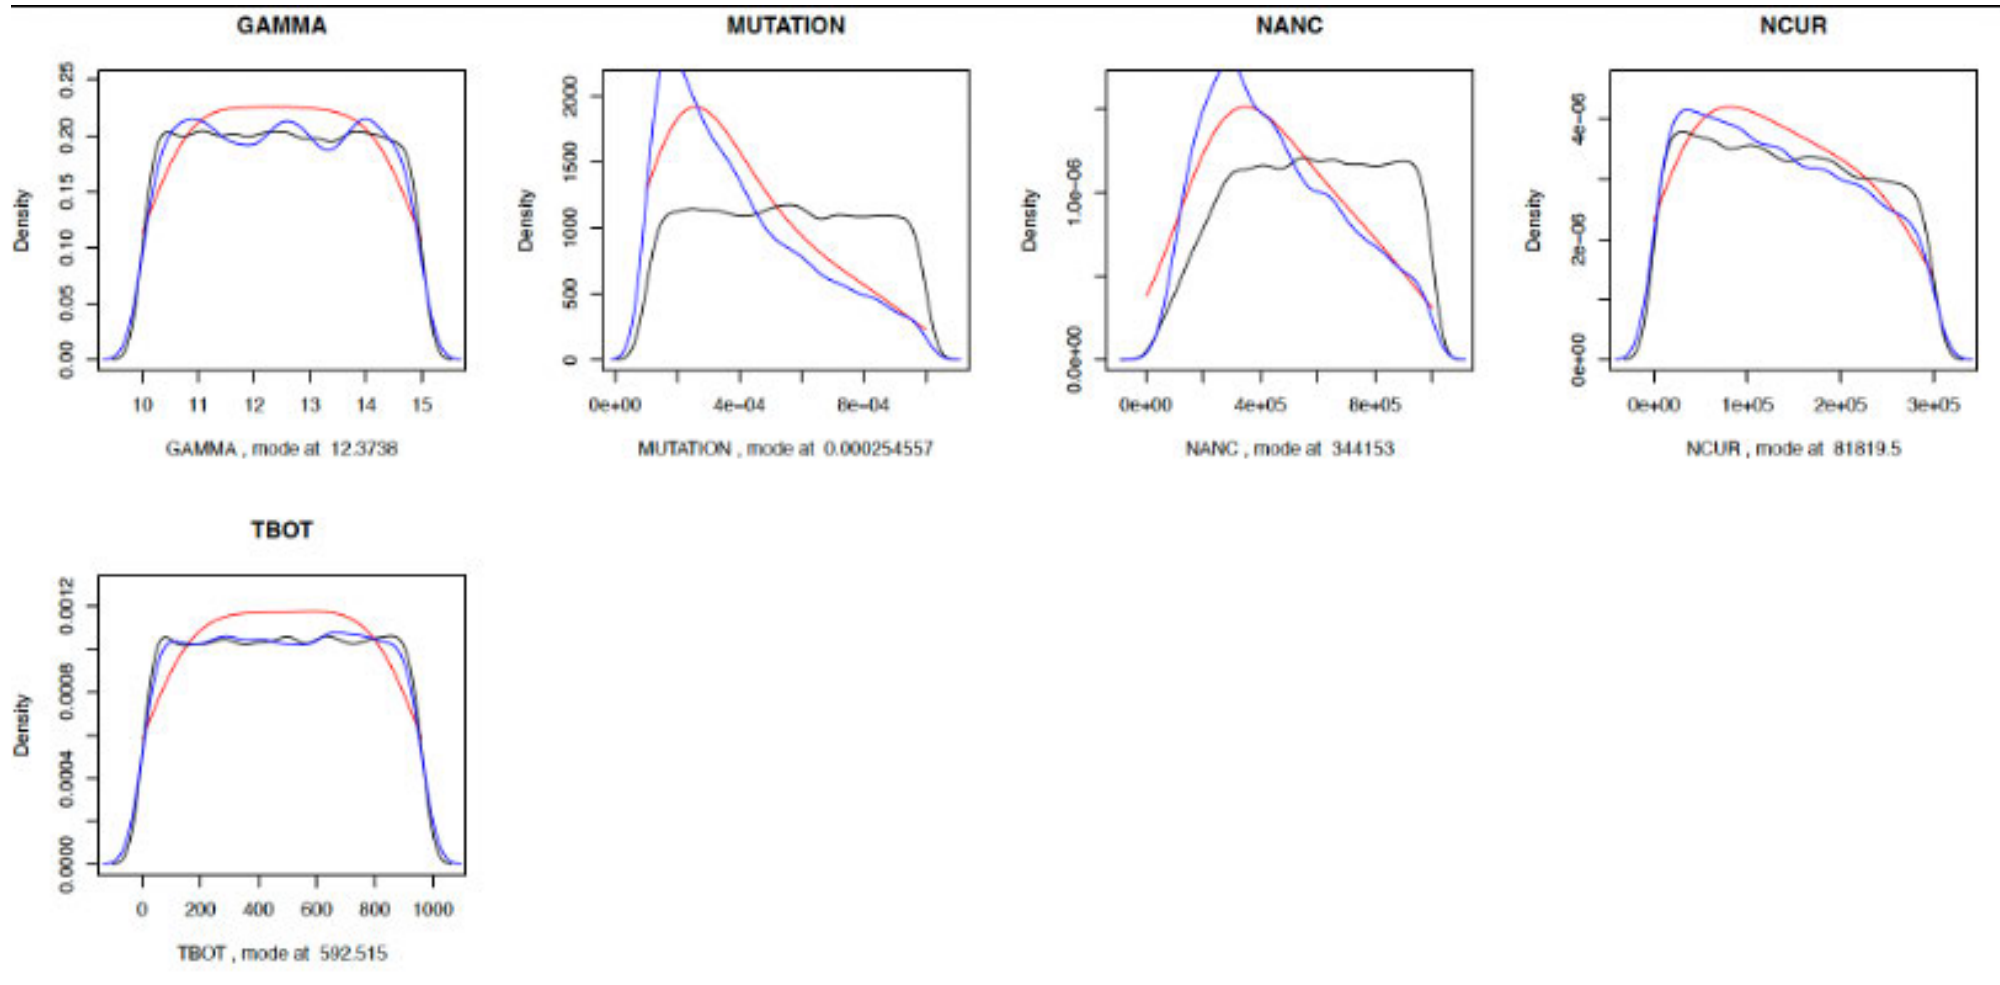 GAMMA
Density
0.00 0.05 0.10 0.15 0.20 0.25
10 11 12 13 14 15
GAMMA , mode at 12.3738
MUTATION
Density
0 500 1000 1500 2000
0e+00 4e−04 8e−04
MUTATION , mode at 0.000254557
NANC
Density
0.0e+00 1.0e−06
0e+00 4e+05 8e+05
NANC , mode at 344153
NCUR
Density
0e+00 2e−06 4e−06
0e+00 1e+05 2e+05 3e+05
NCUR , mode at 81819.5
TBOT
Density
0.0000 0.0004 0.0008 0.0012
0 200 400 600 800 1000
TBOT , mode at 592.515